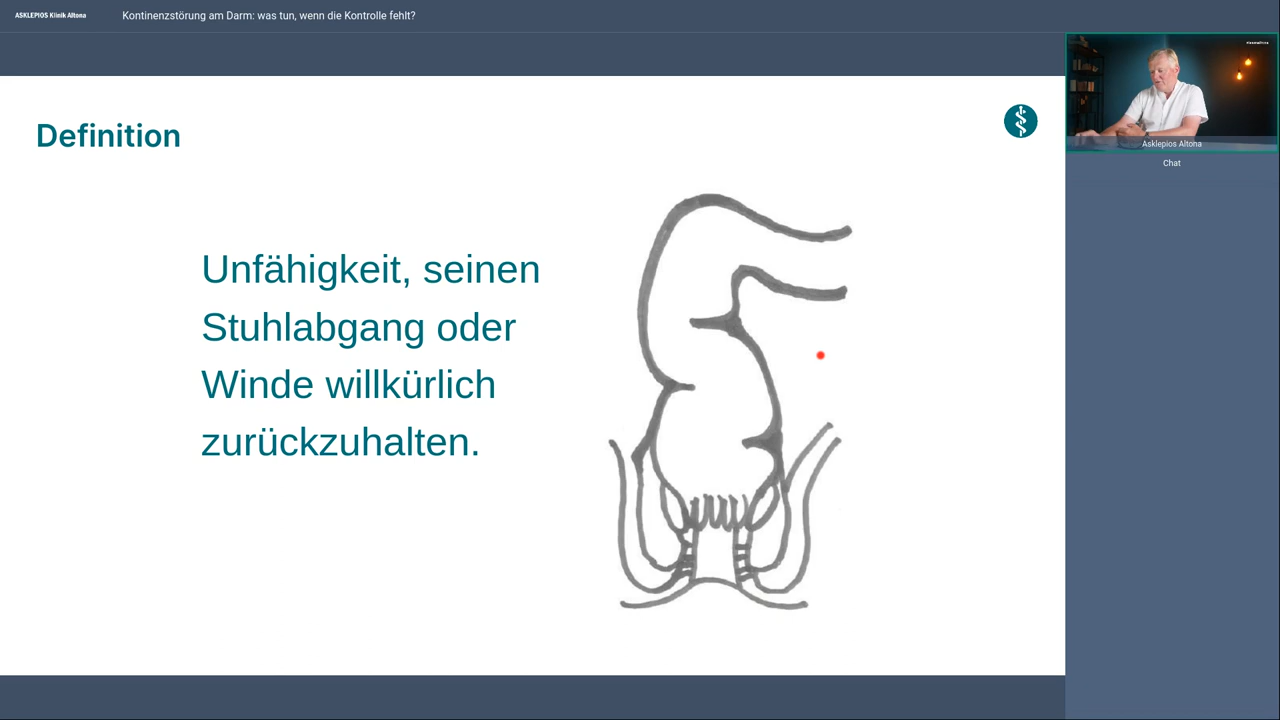 ASKLEPIOS Klinik Altona
Kontinenzstörung am Darm: was tun, wenn die Kontrolle fehlt?
Definition
Unfähigkeit, seinen
Stuhlabgang oder
Winde willkürlich
zurückzuhalten.
Asklepios Altona
Chat